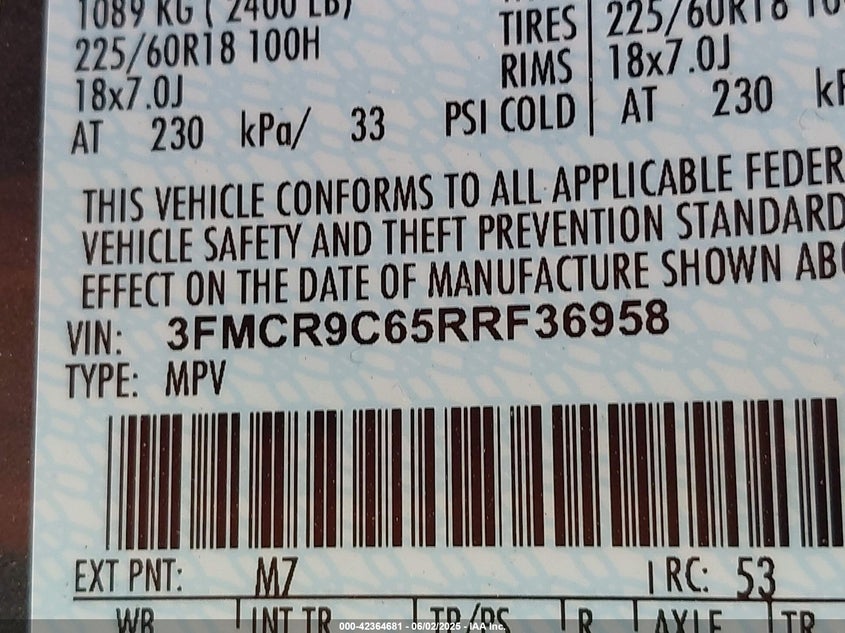 1089 KG ( 2400 LB)
225/60R18 100H TIRES 225/60R18
18x7.0J RIMS 18x7.0J
AT 230 kPa/ 33 PSI COLD AT 230
THIS VEHICLE CONFORMS TO ALL APPLICABLE FEDER
VEHICLE SAFETY AND THEFT PREVENTION STANDARD
EFFECT ON THE DATE OF MANUFACTURE SHOWN AB
VIN: 3FMCR9C65RRF36958
TYPE: MPV
EXT PNT: M7 RC: 53
WB INT TR TP/PS R AXLE TR
000-42364681 - 06/02/2025 - IAA Inc.